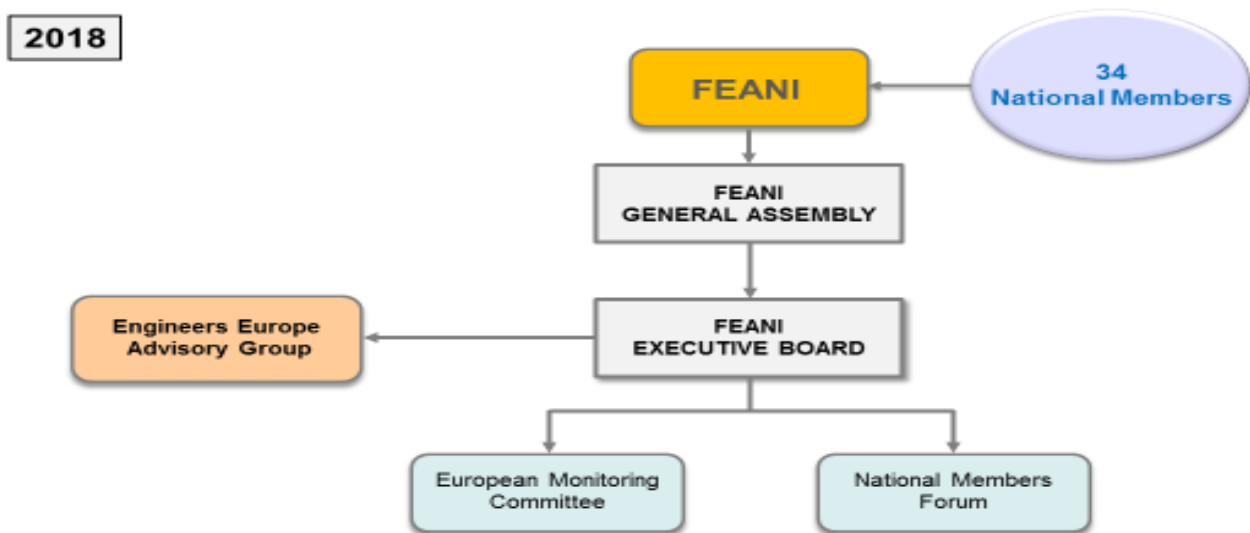 2018
FEANI
34
National Members
FEANI
GENERAL ASSEMBLY
Engineers Europe
Advisory Group
FEANI
EXECUTIVE BOARD
European Monitoring
Committee
National Members
Forum